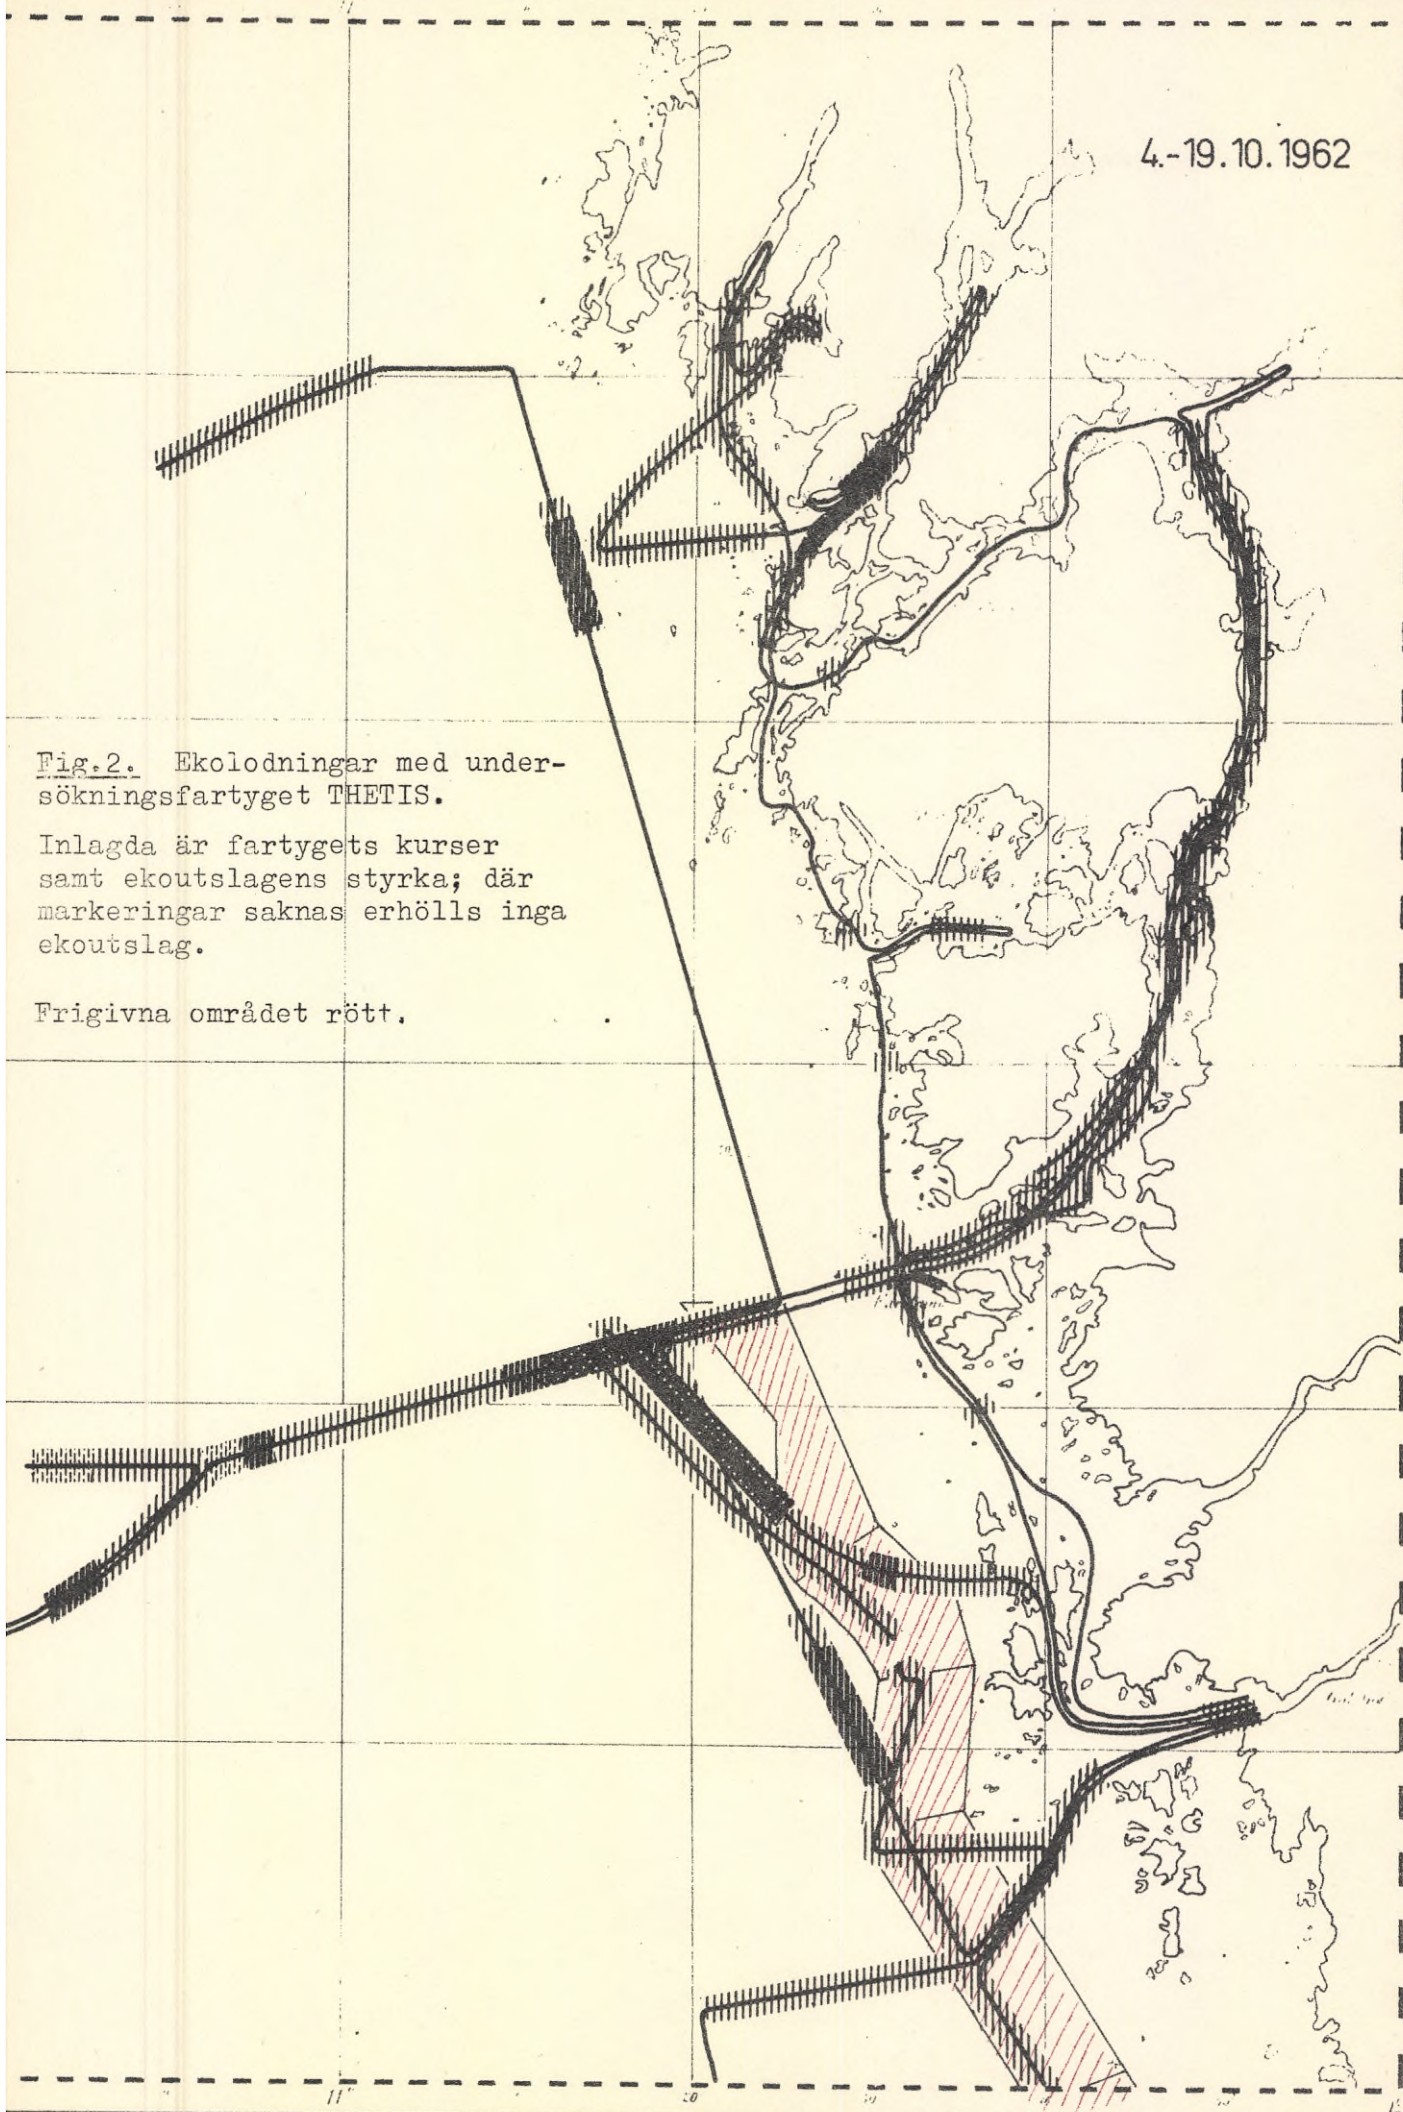 4.-19.10.1962
Fig.2. Ekolodningar med under-
sökningsfartyget THETIS.
Inlagda är fartygets kurser
samt ekoutslagens styrka; där
markeringar saknas erhölls inga
ekoutslag.
Frigivna området rött.
11°
20